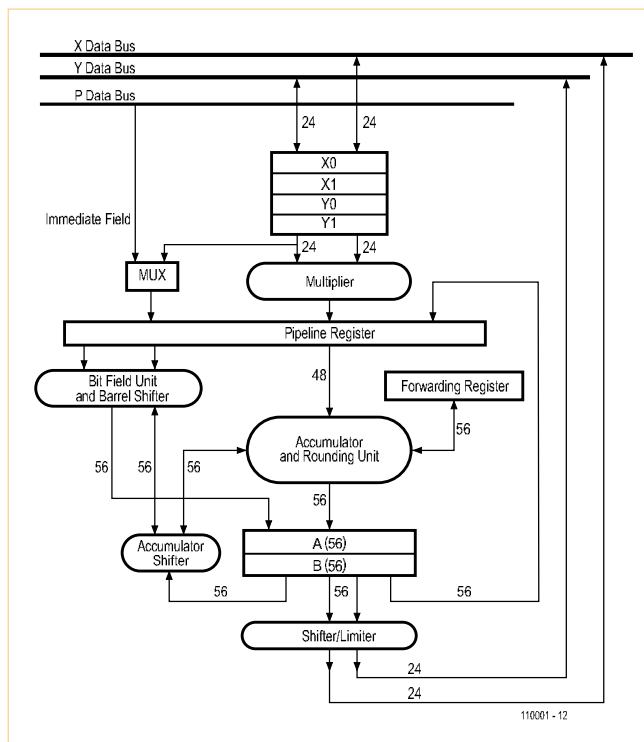 X Data Bus
Y Data Bus
P Data Bus
24
24
X0
X1
Y0
Y1
Immediate Field
24
24
MUX
Multiplier
Pipeline Register
48
Bit Field Unit
and Barrel Shifter
Forwarding Register
56
Accumulator
and Rounding Unit
56
56
56
56
Accumulator
Shifter
A (56)
B (56)
56
56
56
Shifter/Limiter
24
24
110001 - 12